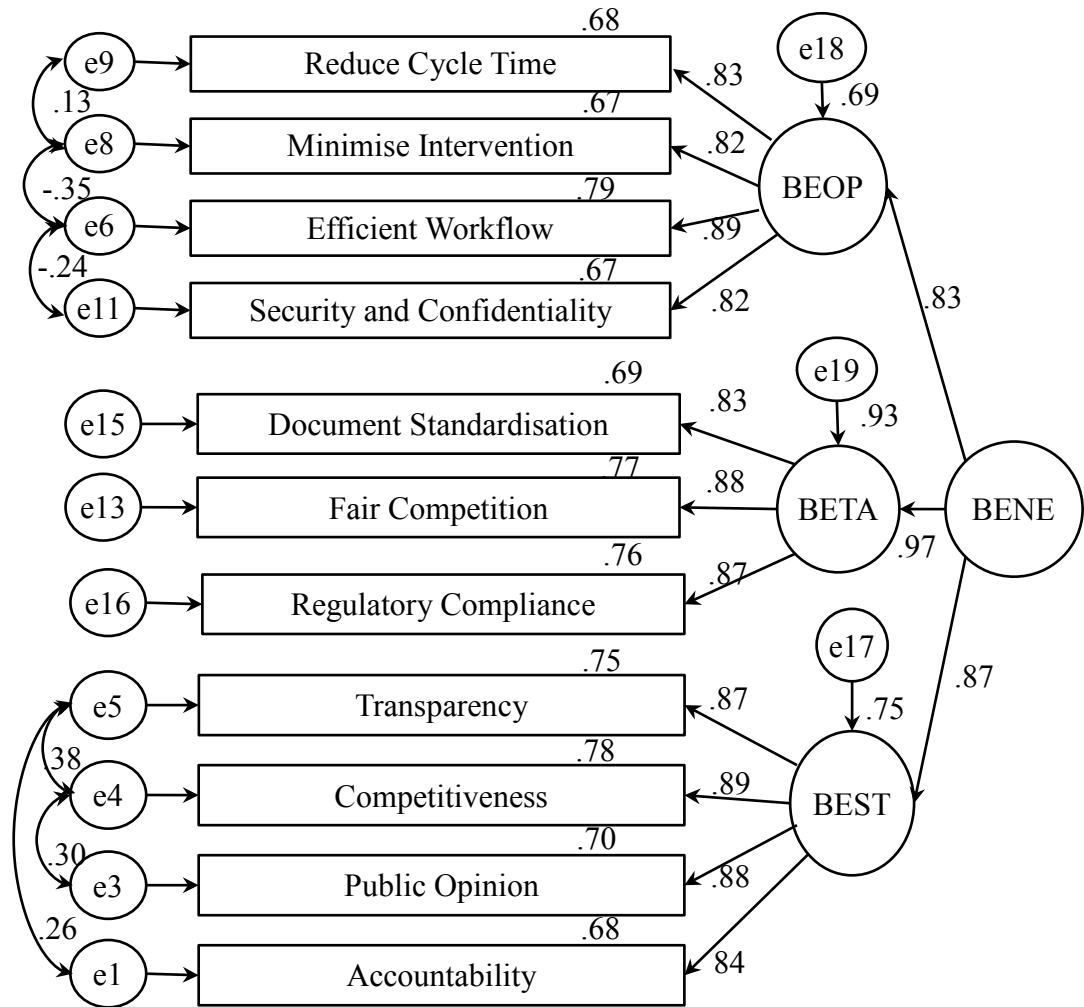 .68
e9
Reduce Cycle Time
.83
e18
.13
.67
.69
e8
Minimise Intervention
.82
BEOP
-.35
.79
e6
Efficient Workflow
.89
-.24
.67
e11
Security and Confidentiality
.82
.83
.69
e19
e15
Document Standardisation
.83
.93
.77
e13
Fair Competition
.88
BETA
BENE
.97
.76
e16
Regulatory Compliance
.87
e17
.75
.87
e5
Transparency
.87
.75
.38
.78
e4
Competitiveness
.89
BEST
.30
.70
e3
Public Opinion
.88
.26
.68
e1
Accountability
84